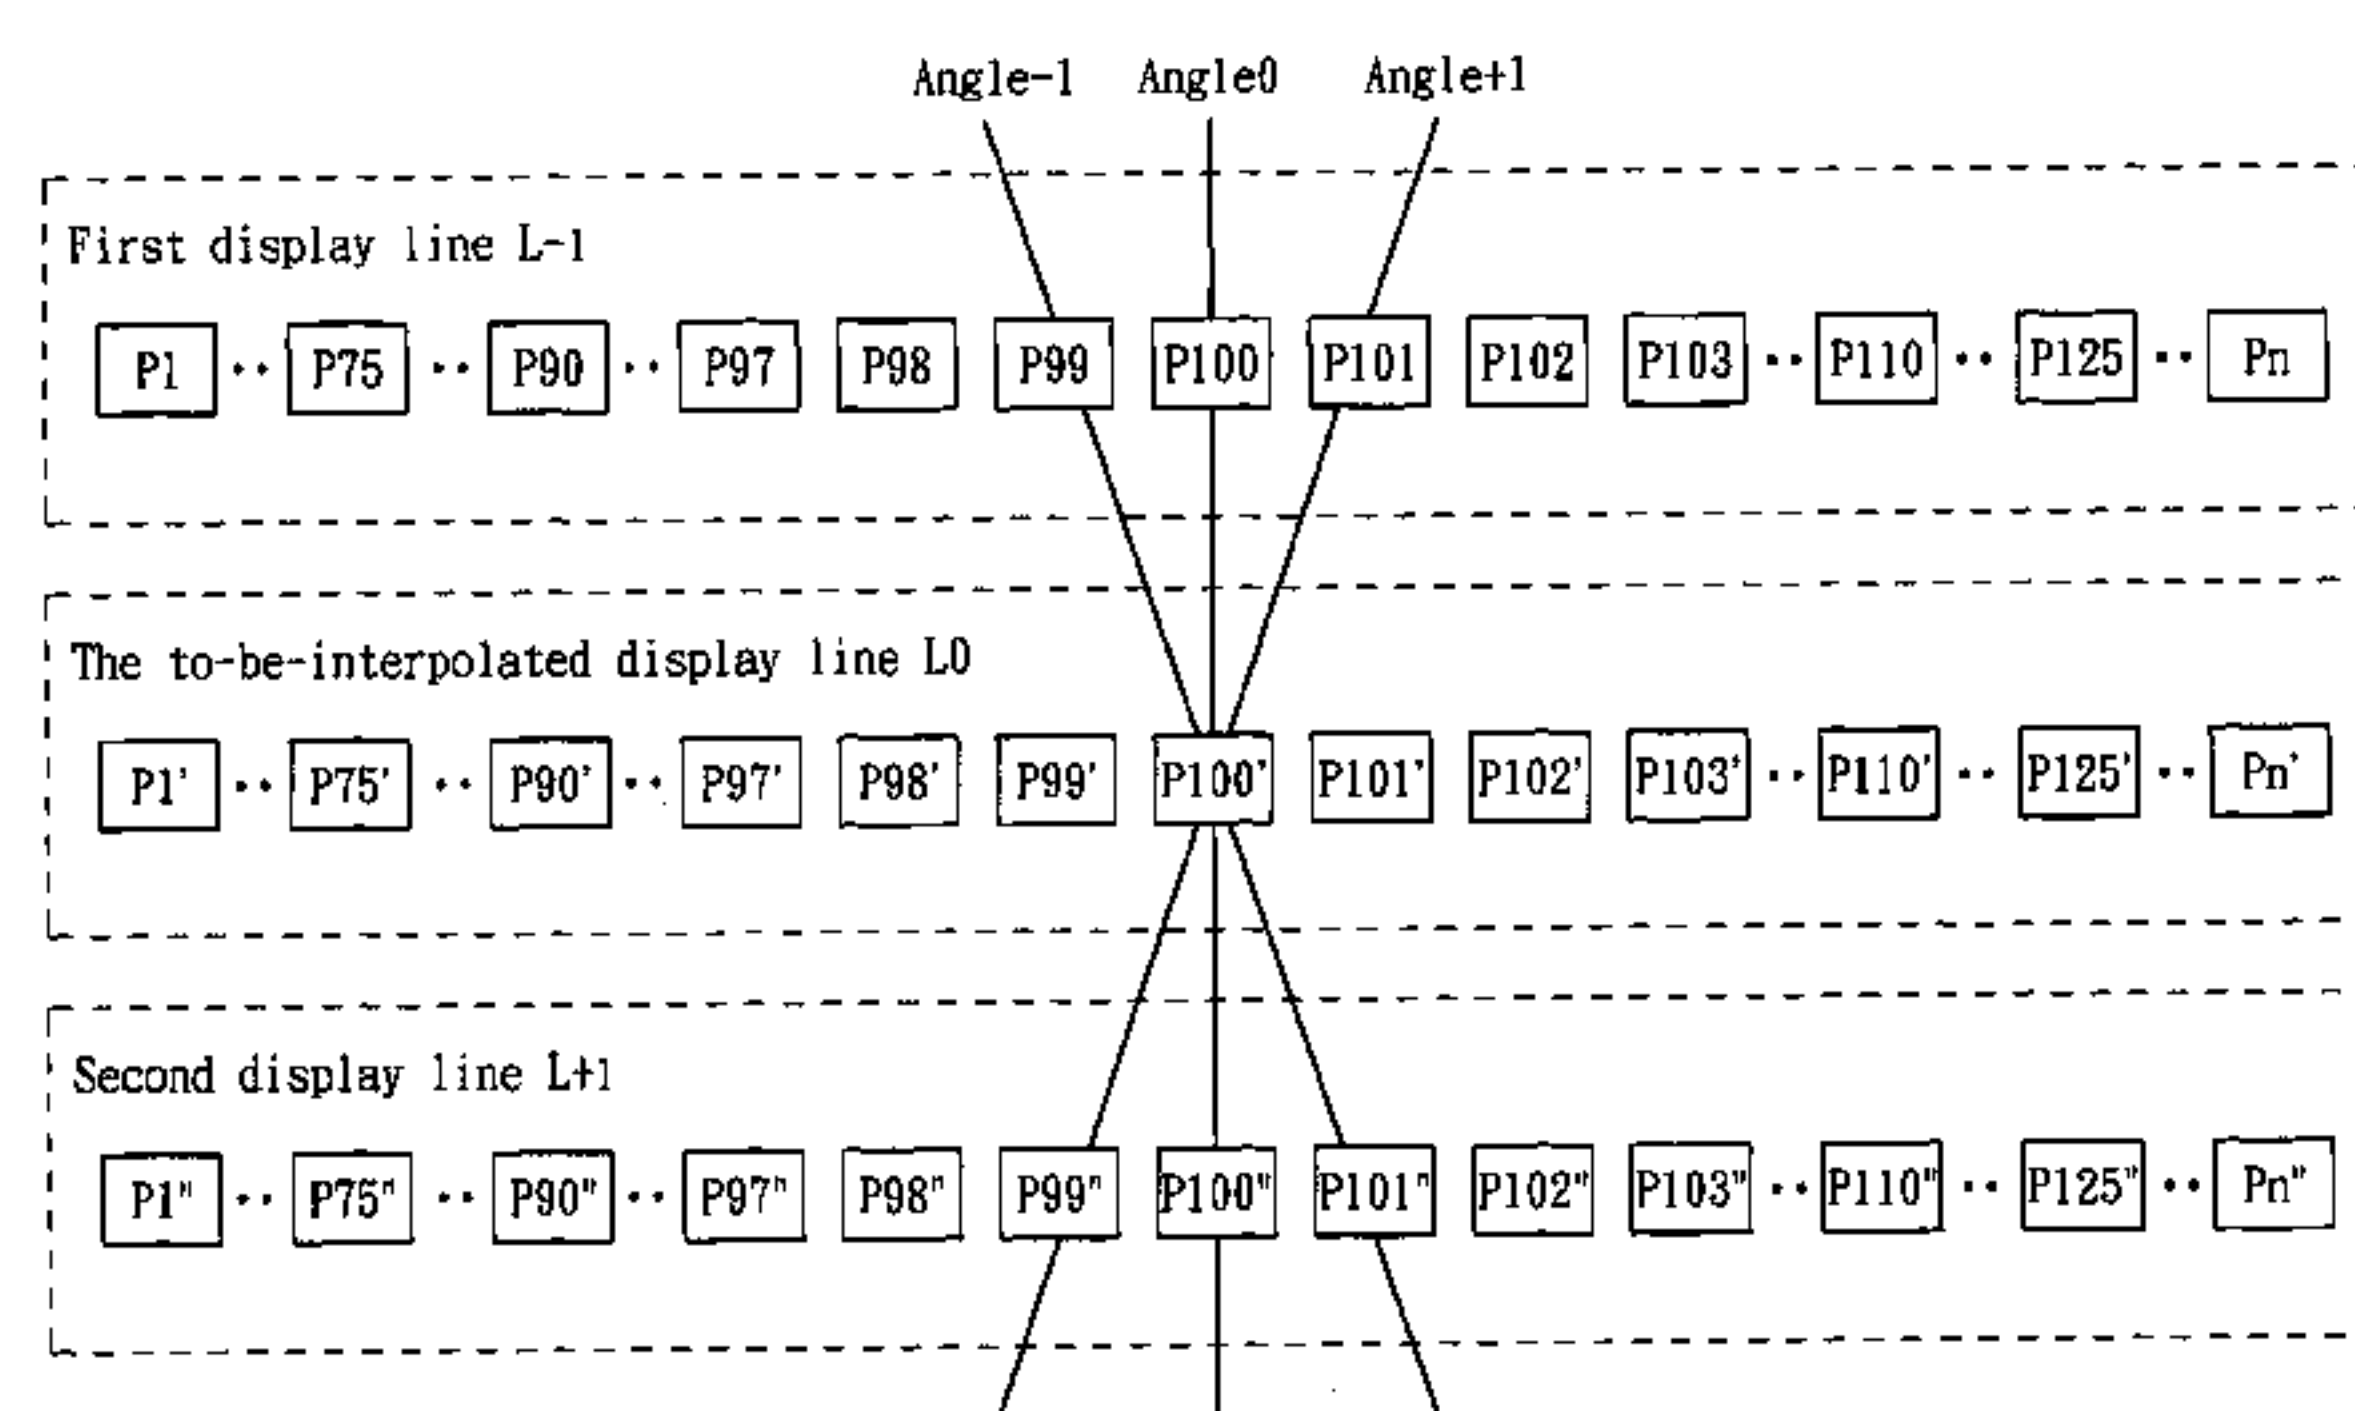 Angle-1 Angle0 Angle+1
First display line L-1
P1 ·· P75 ·· P90 ·· P97 P98 P99 P100 P101 P102 P103 ·· P110 ·· P125 ·· Pn
The to-be-interpolated display line L0
P1' ·· P75' ·· P90' ·· P97' P98' P99' P100' P101' P102' P103' ·· P110' ·· P125' ·· Pn'
Second display line L+1
P1" ·· P75" ·· P90" ·· P97" P98" P99" P100" P101" P102" P103" ·· P110" ·· P125" ·· Pn"